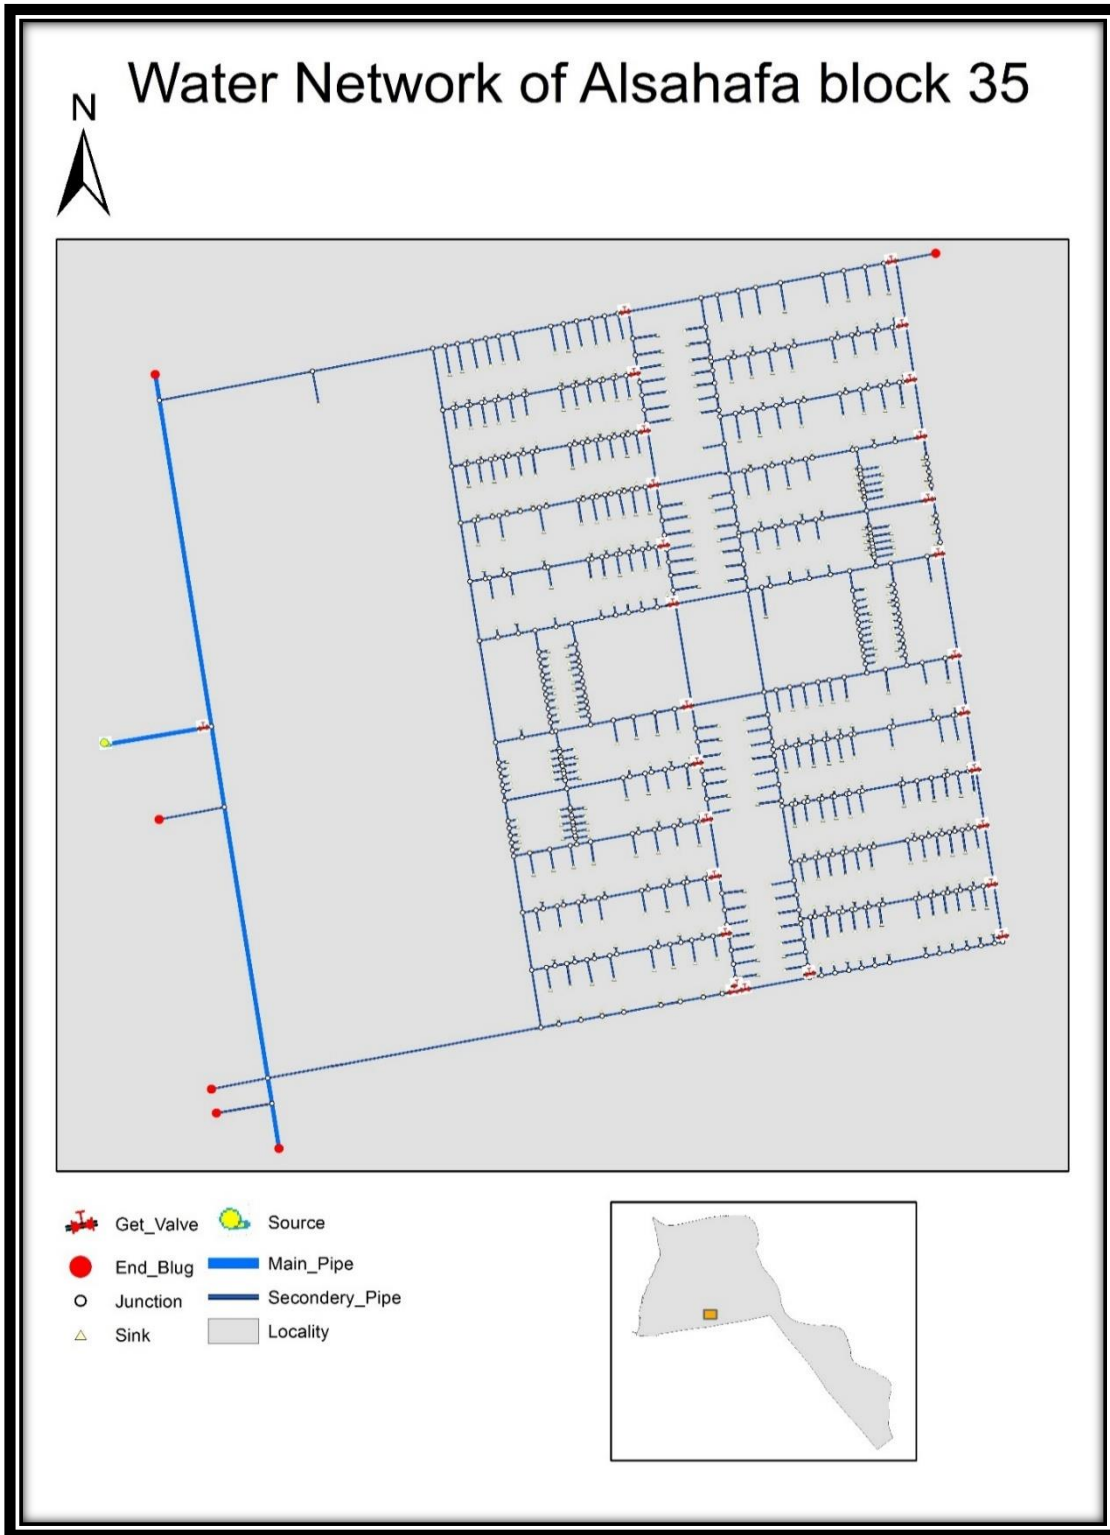 Water Network of Alsahafa block 35
N
Get_Valve
Source
End_Blug
Main_Pipe
Junction
Secondery_Pipe
Sink
Locality